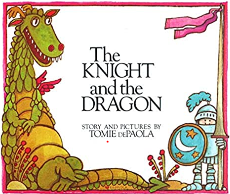 The
KNIGHT
and the
DRAGON
STORY AND PICTURES BY
TOMIE DEPAOLA